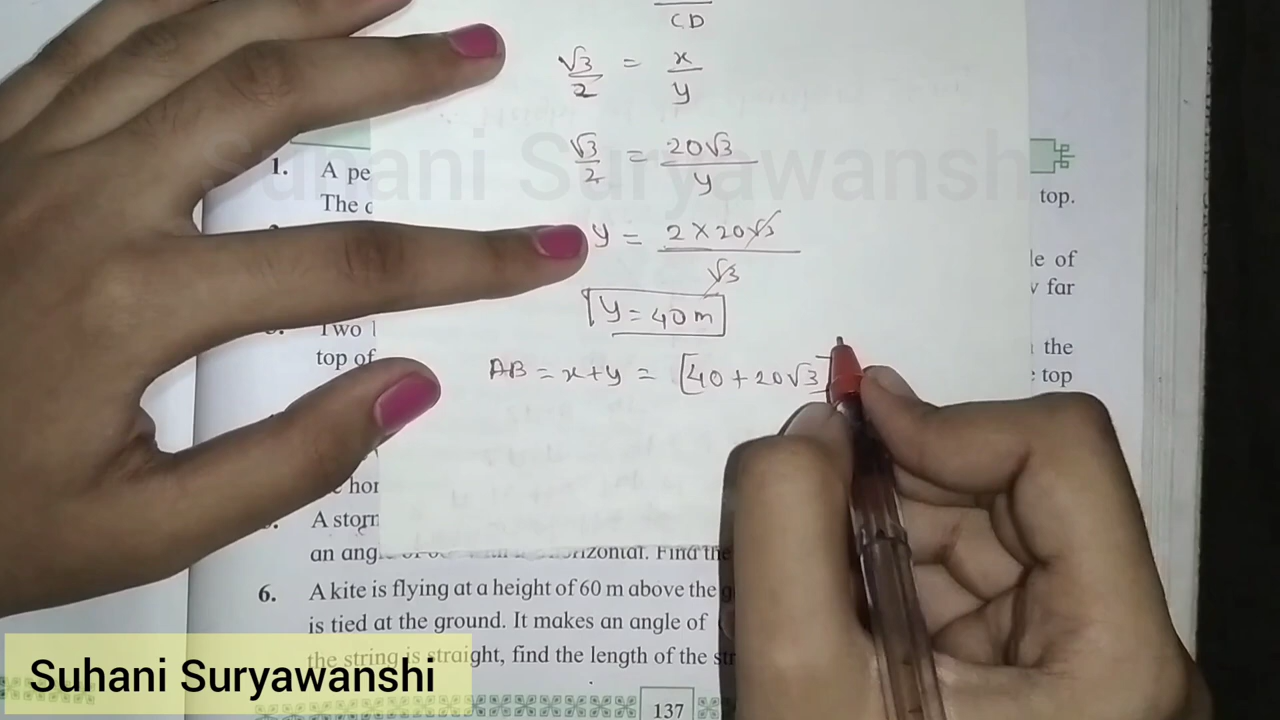 CD
√3/2 = x/y
1. A pe
Suhani Suryawanshi
√3/2 = 20√3/y
The
top.
y = 2 × 20√3/√3
le of
far
y = 40 m
Two
top of
the
top
AB = x+y = [40 + 20√3]
hor
A storm
an ang
horizontal. Find the
6. A kite is flying at a height of 60 m above the
is tied at the ground. It makes an angle of
the string is straight, find the length of the
Suhani Suryawanshi
137